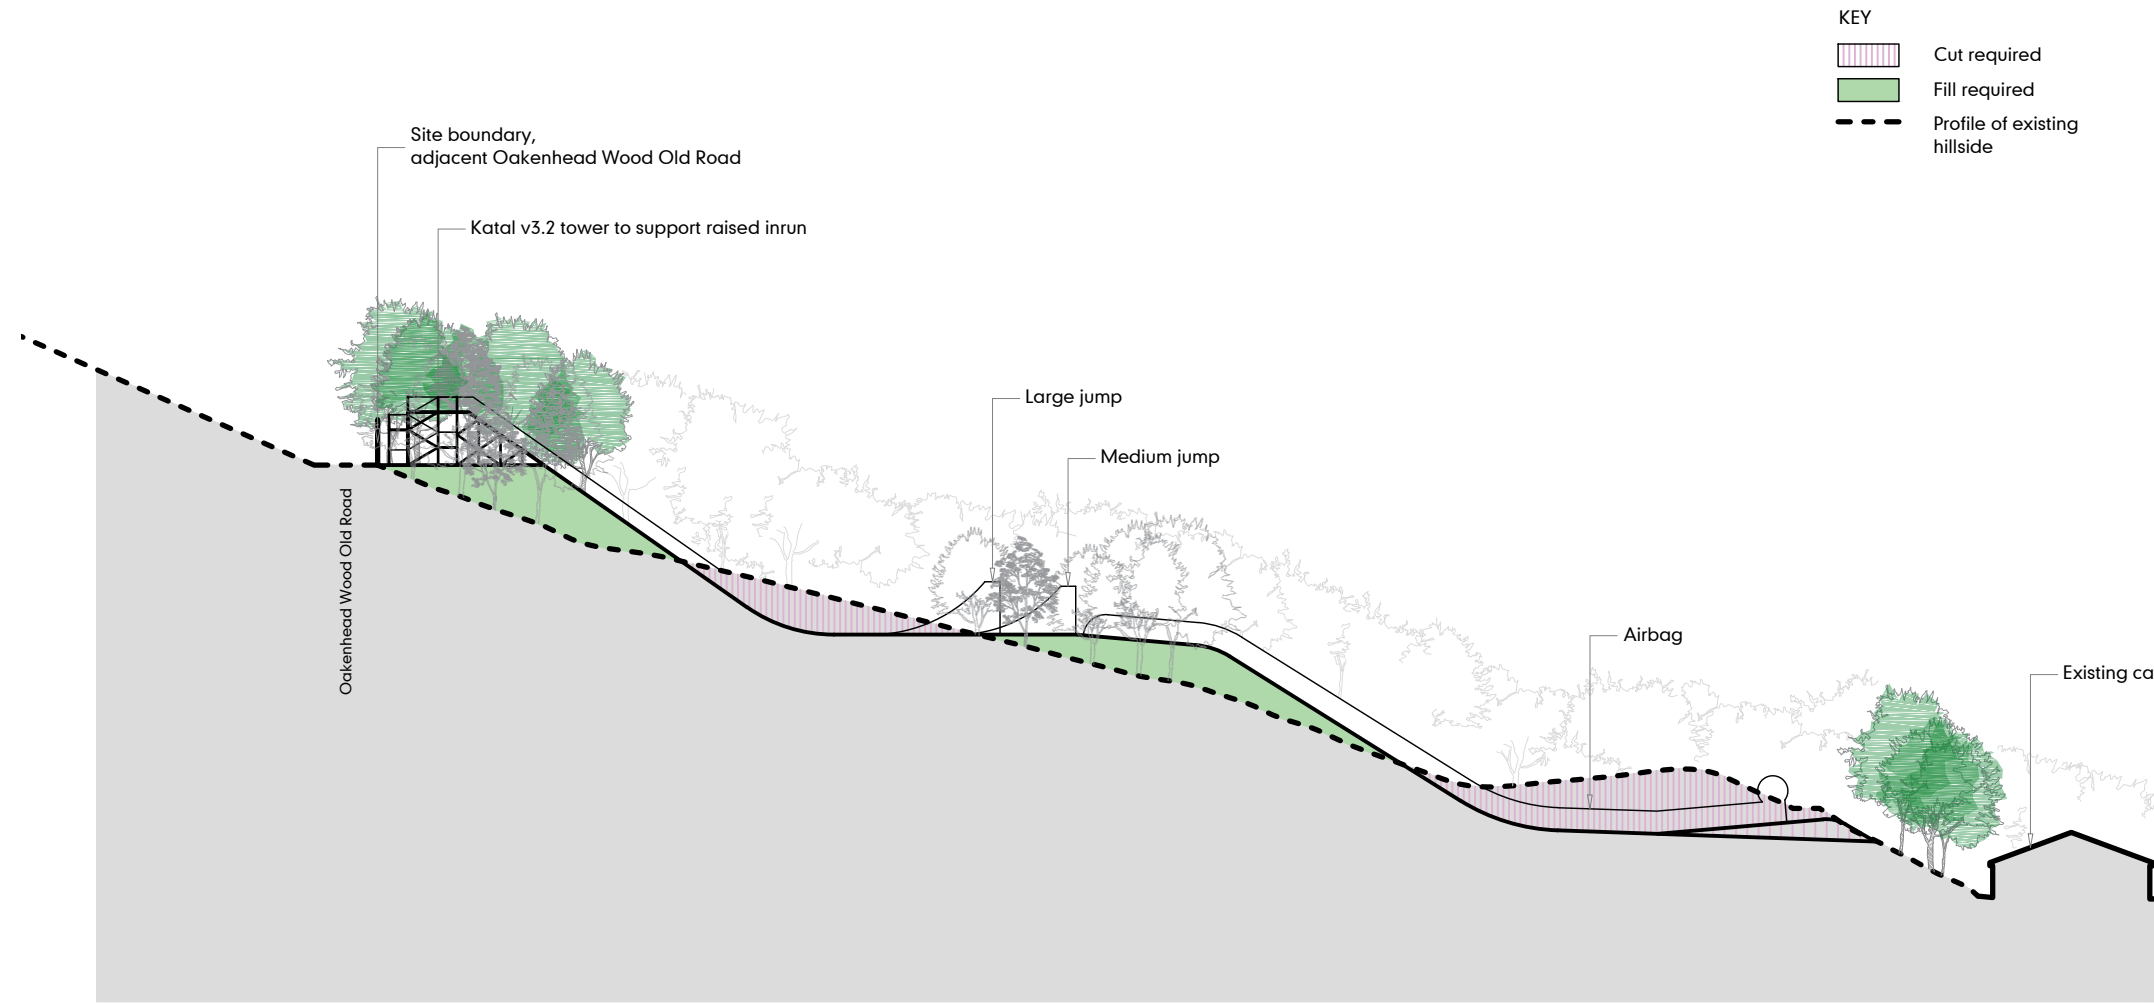 KEY
Cut required
Fill required
Profile of existing
hillside
Site boundary,
adjacent Oakenhead Wood Old Road
Katal v3.2 tower to support raised inrun
Large jump
Medium jump
Oakenhead Wood Old Road
Airbag
Existing ca